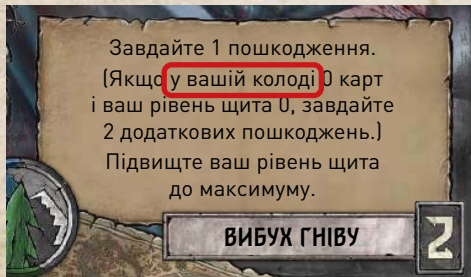 Завдайте 1 пошкодження.
(Якщо у вашій колоді 0 карт
і ваш рівень щита 0, завдайте
2 додаткових пошкоджень.)
Підвищте ваш рівень щита
до максимуму.
ВИБУХ ГНІВУ
2